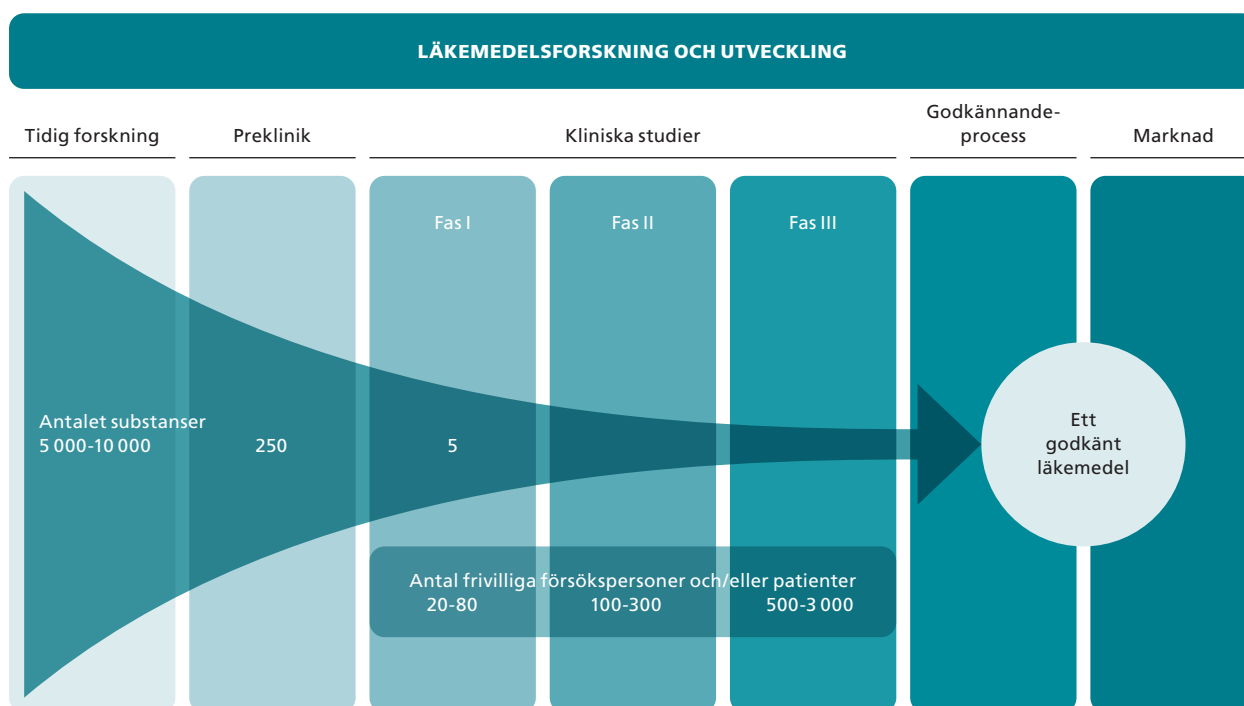 LÄKEMEDELSFORSKNING OCH UTVECKLING
Tidig forskning
Preklinik
Kliniska studier
Godkännande-
process
Marknad
Fas I
Fas II
Fas III
Antalet substanser
5 000-10 000
250
5
Ett
godkänt
läkemedel
Antal frivilliga försökspersoner och/eller patienter
20-80
100-300
500-3 000